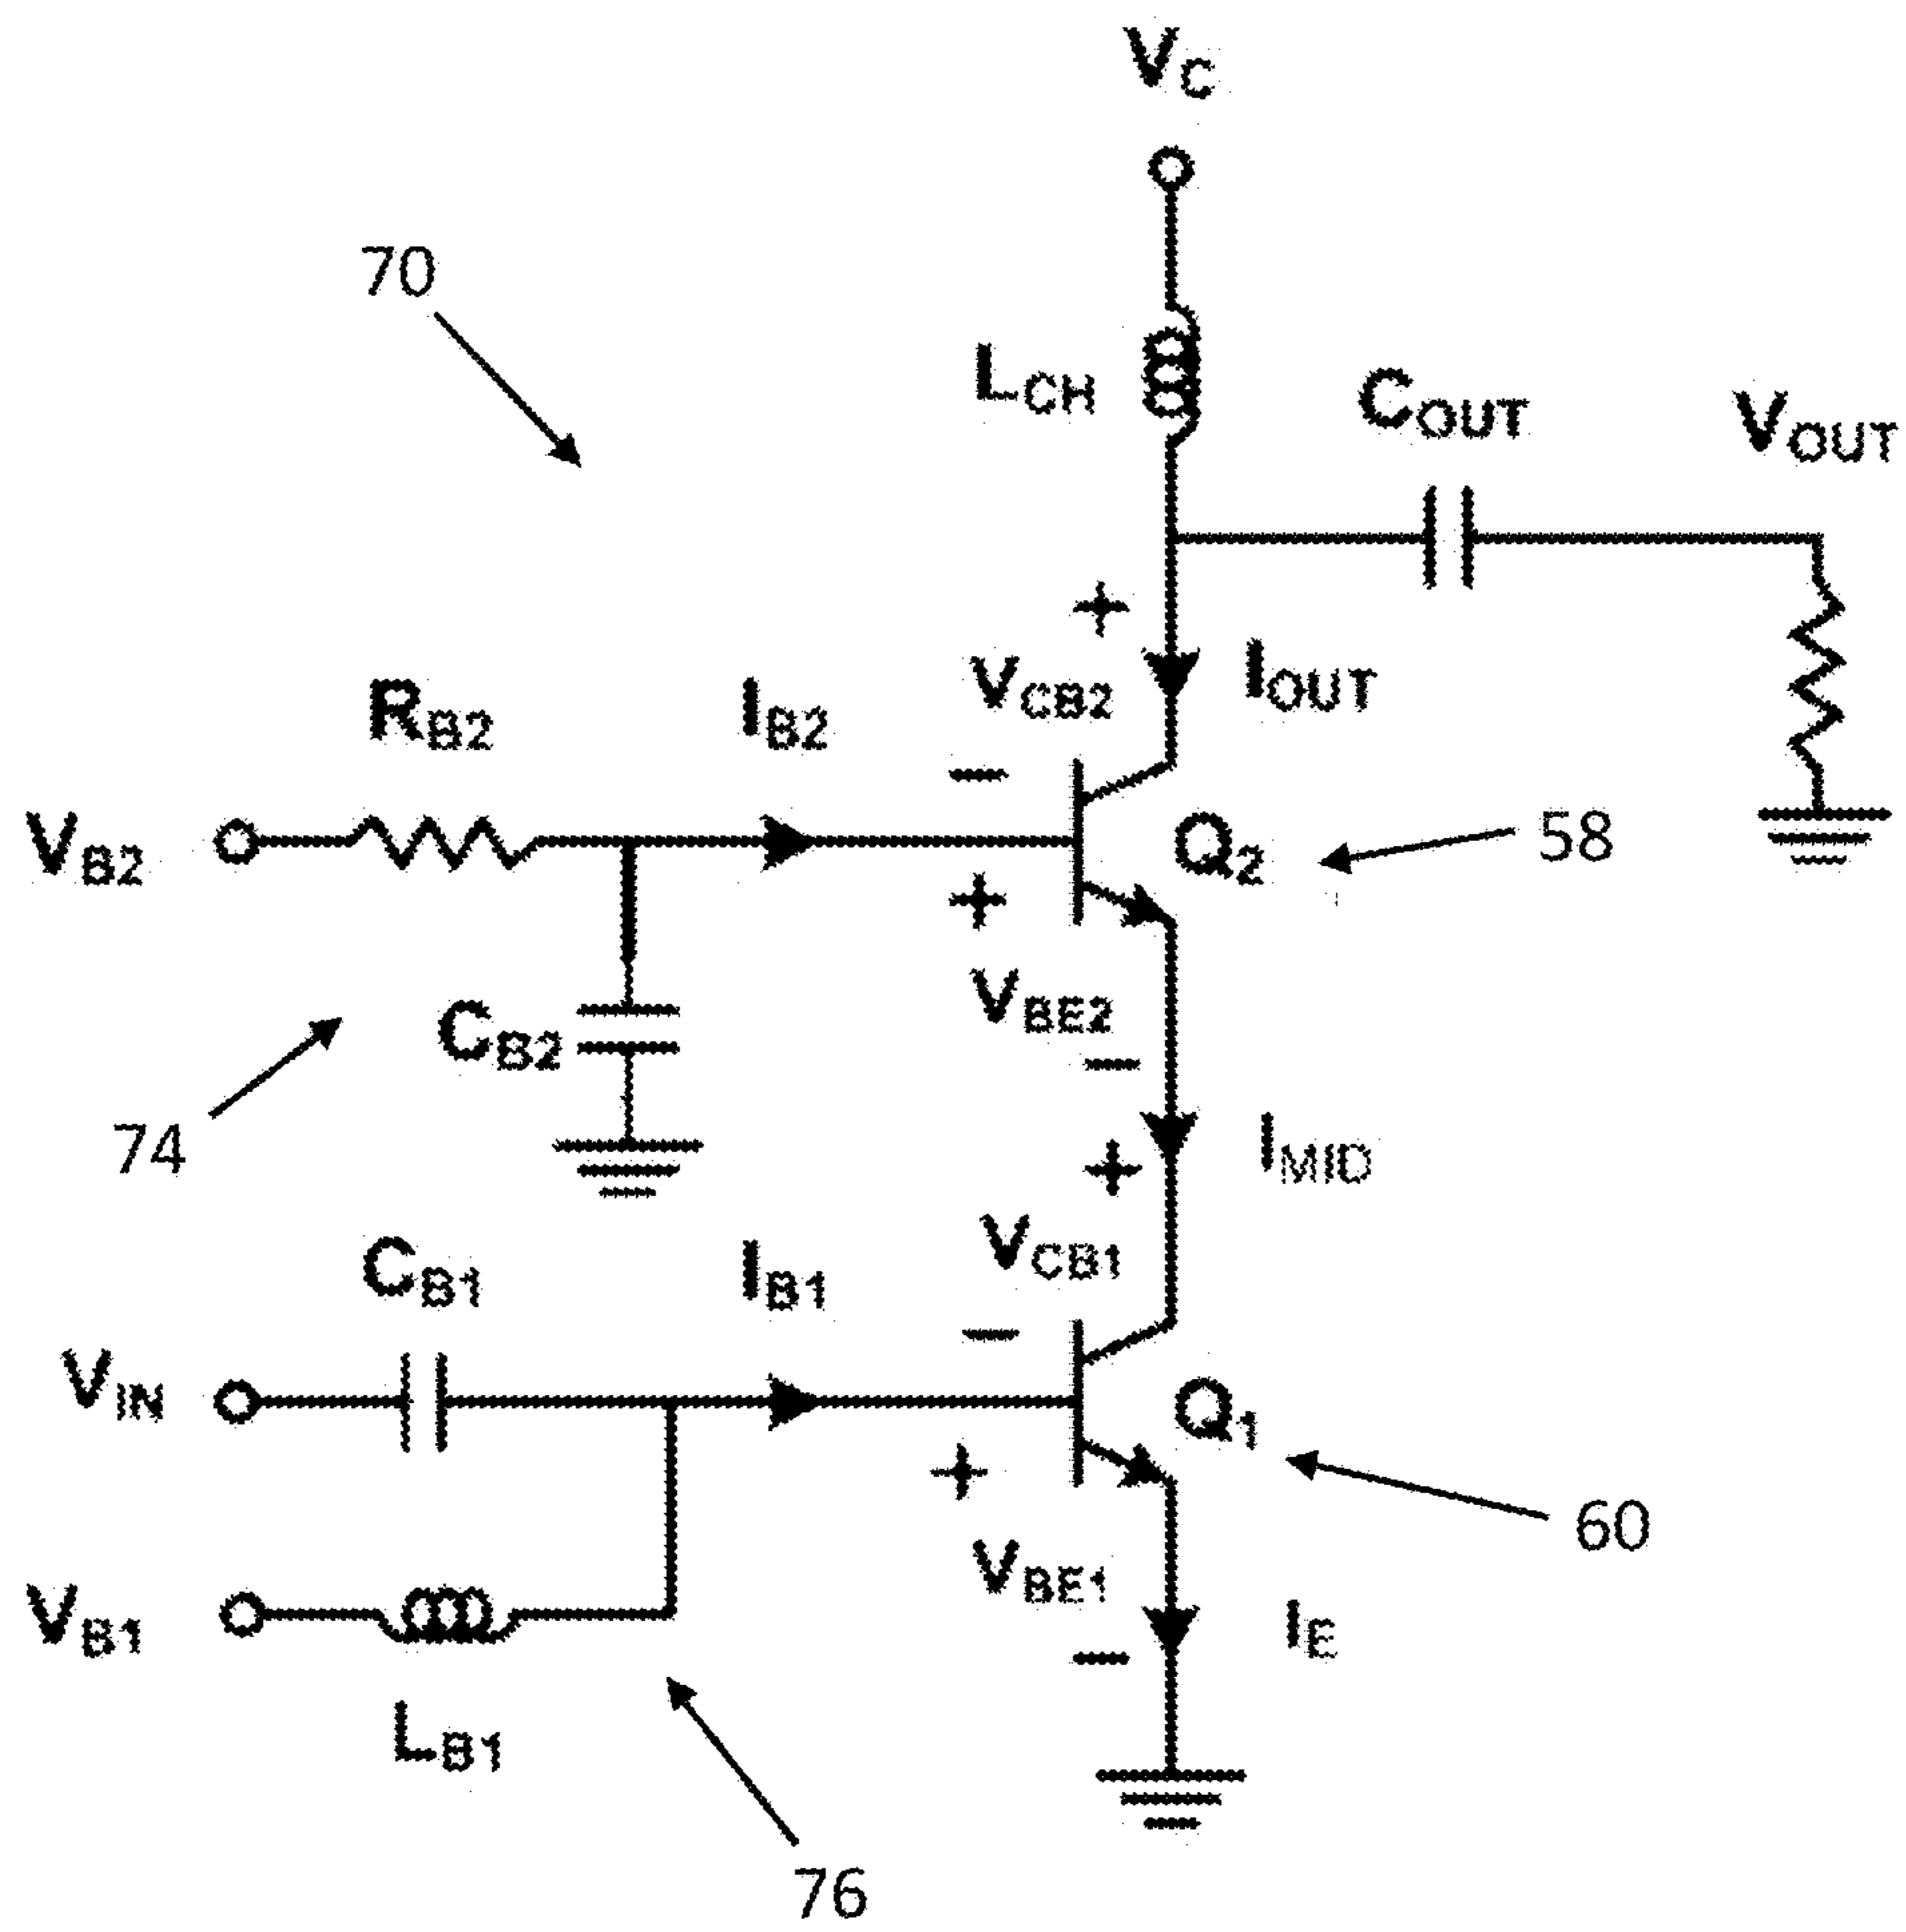 VC
70
LCH
COUT
VOUT
+
VCB2
IOUT
RB2
IB2
−
VB2
Q2
58
+
CB2
VBE2
−
74
IMID
+
CB1
IB1
VCB1
−
VIN
Q1
+
60
VB1
VBE1
IE
−
LB1
76